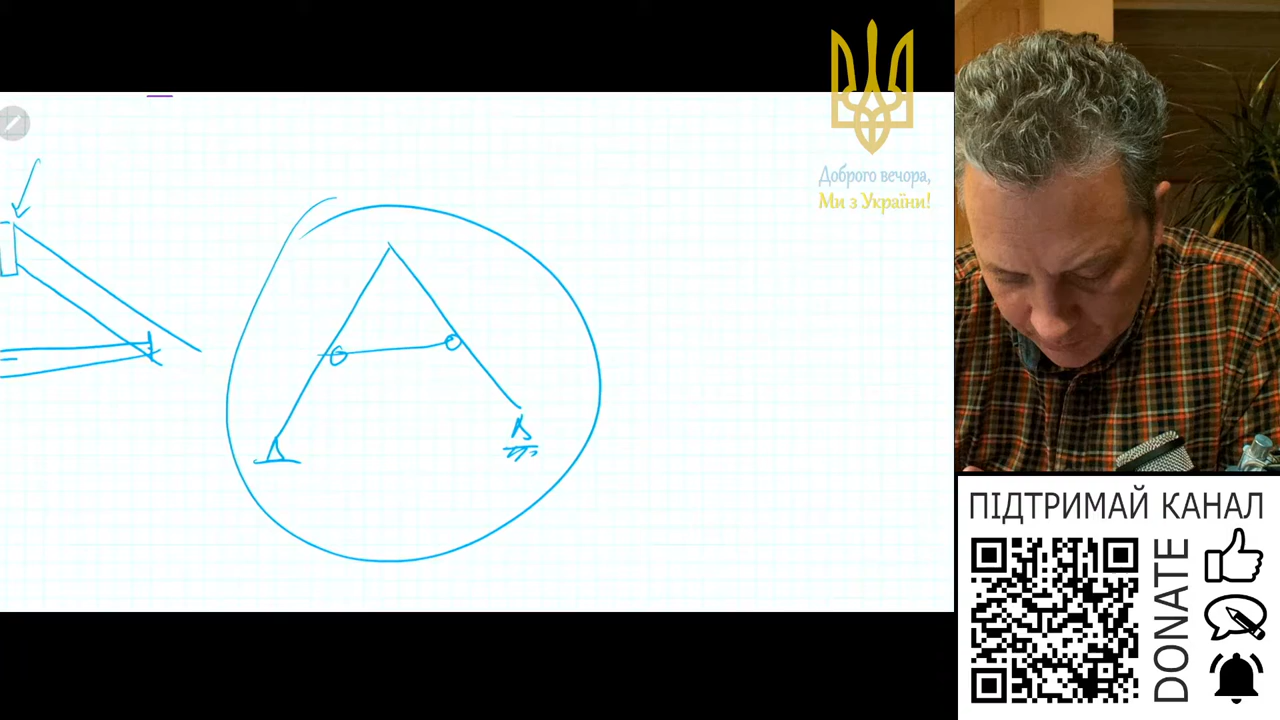 Доброго вечора,
Ми з України!
ПІДТРИМАЙ КАНАЛ
DONATE